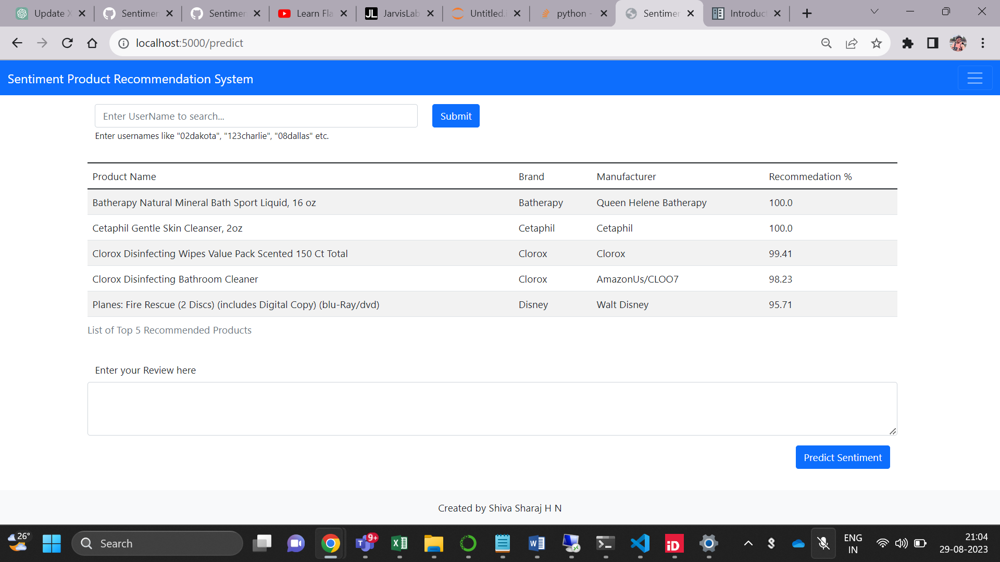 Update X
Sentimen
Sentimen
Learn Fla
JarvisLab
Untitled.i
python -
Sentimen
Introduct
localhost:5000/predict
Sentiment Product Recommendation System
Enter UserName to search...
Submit
Enter usernames like "02dakota", "123charlie", "08dallas" etc.
Product Name Brand Manufacturer Recommedation %
Batherapy Natural Mineral Bath Sport Liquid, 16 oz Batherapy Queen Helene Batherapy 100.0
Cetaphil Gentle Skin Cleanser, 2oz Cetaphil Cetaphil 100.0
Clorox Disinfecting Wipes Value Pack Scented 150 Ct Total Clorox Clorox 99.41
Clorox Disinfecting Bathroom Cleaner Clorox AmazonUs/CLOO7 98.23
Planes: Fire Rescue (2 Discs) (includes Digital Copy) (blu-Ray/dvd) Disney Walt Disney 95.71
List of Top 5 Recommended Products
Enter your Review here
Predict Sentiment
Created by Shiva Sharaj H N
26°
Search
9+
ENG
IN
21:04
29-08-2023